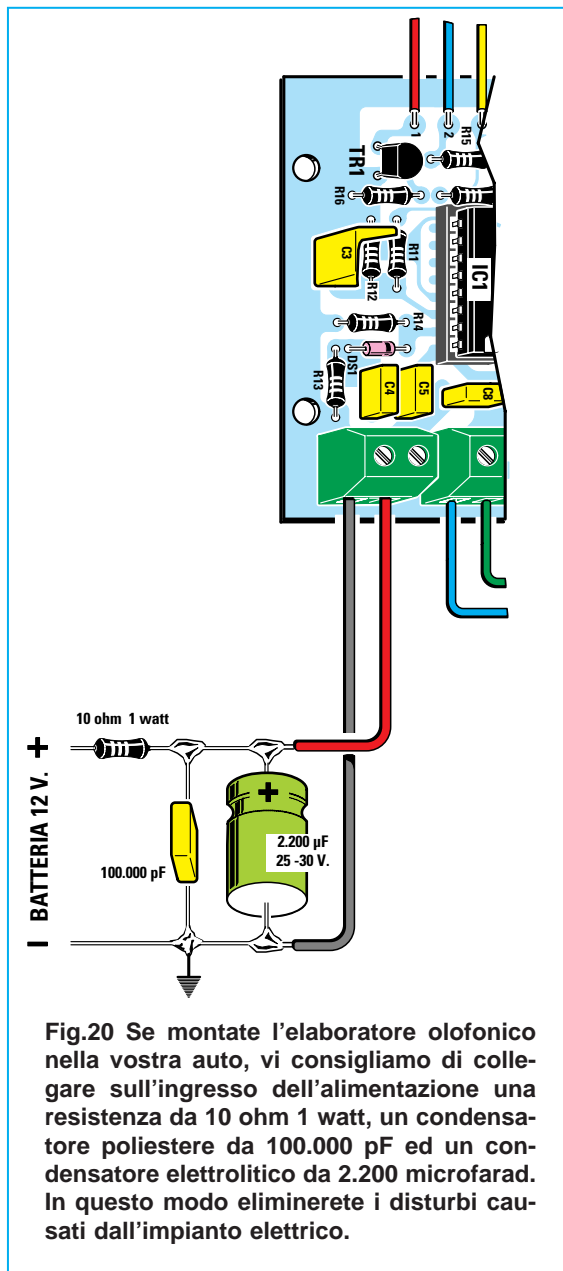 1
2
TR1
R15
R16
C3
R11
R12
IC1
R14
DS1
R13
C4
C5
C8
10 ohm 1 watt
+
BATTERIA 12 V.
–
100.000 pF
+
2.200 µF
25 -30 V.
Fig.20 Se montate l'elaboratore olofonico
nella vostra auto, vi consigliamo di colle-
gare sull'ingresso dell'alimentazione una
resistenza da 10 ohm 1 watt, un condensa-
tore poliestere da 100.000 pF ed un con-
densatore elettrolitico da 2.200 microfarad.
In questo modo eliminerete i disturbi cau-
sati dall'impianto elettrico.